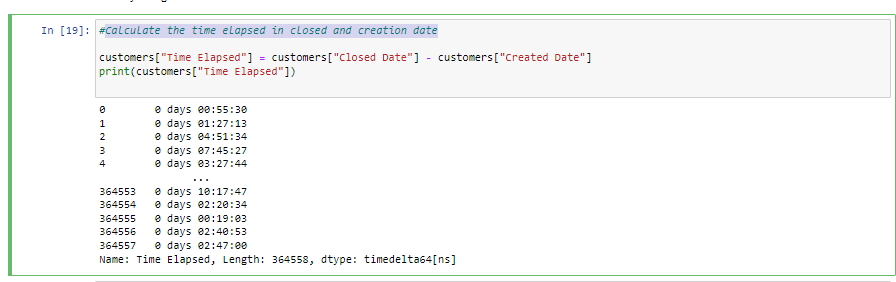 In [19]: #Calculate the time elapsed in closed and creation date
customers["Time Elapsed"] = customers["Closed Date"] - customers["Created Date"]
print(customers["Time Elapsed"])
0 0 days 00:55:30
1 0 days 01:27:13
2 0 days 04:51:34
3 0 days 07:45:27
4 0 days 03:27:44
...
364553 0 days 10:17:47
364554 0 days 02:20:34
364555 0 days 00:19:03
364556 0 days 02:40:53
364557 0 days 02:47:00
Name: Time Elapsed, Length: 364558, dtype: timedelta64[ns]